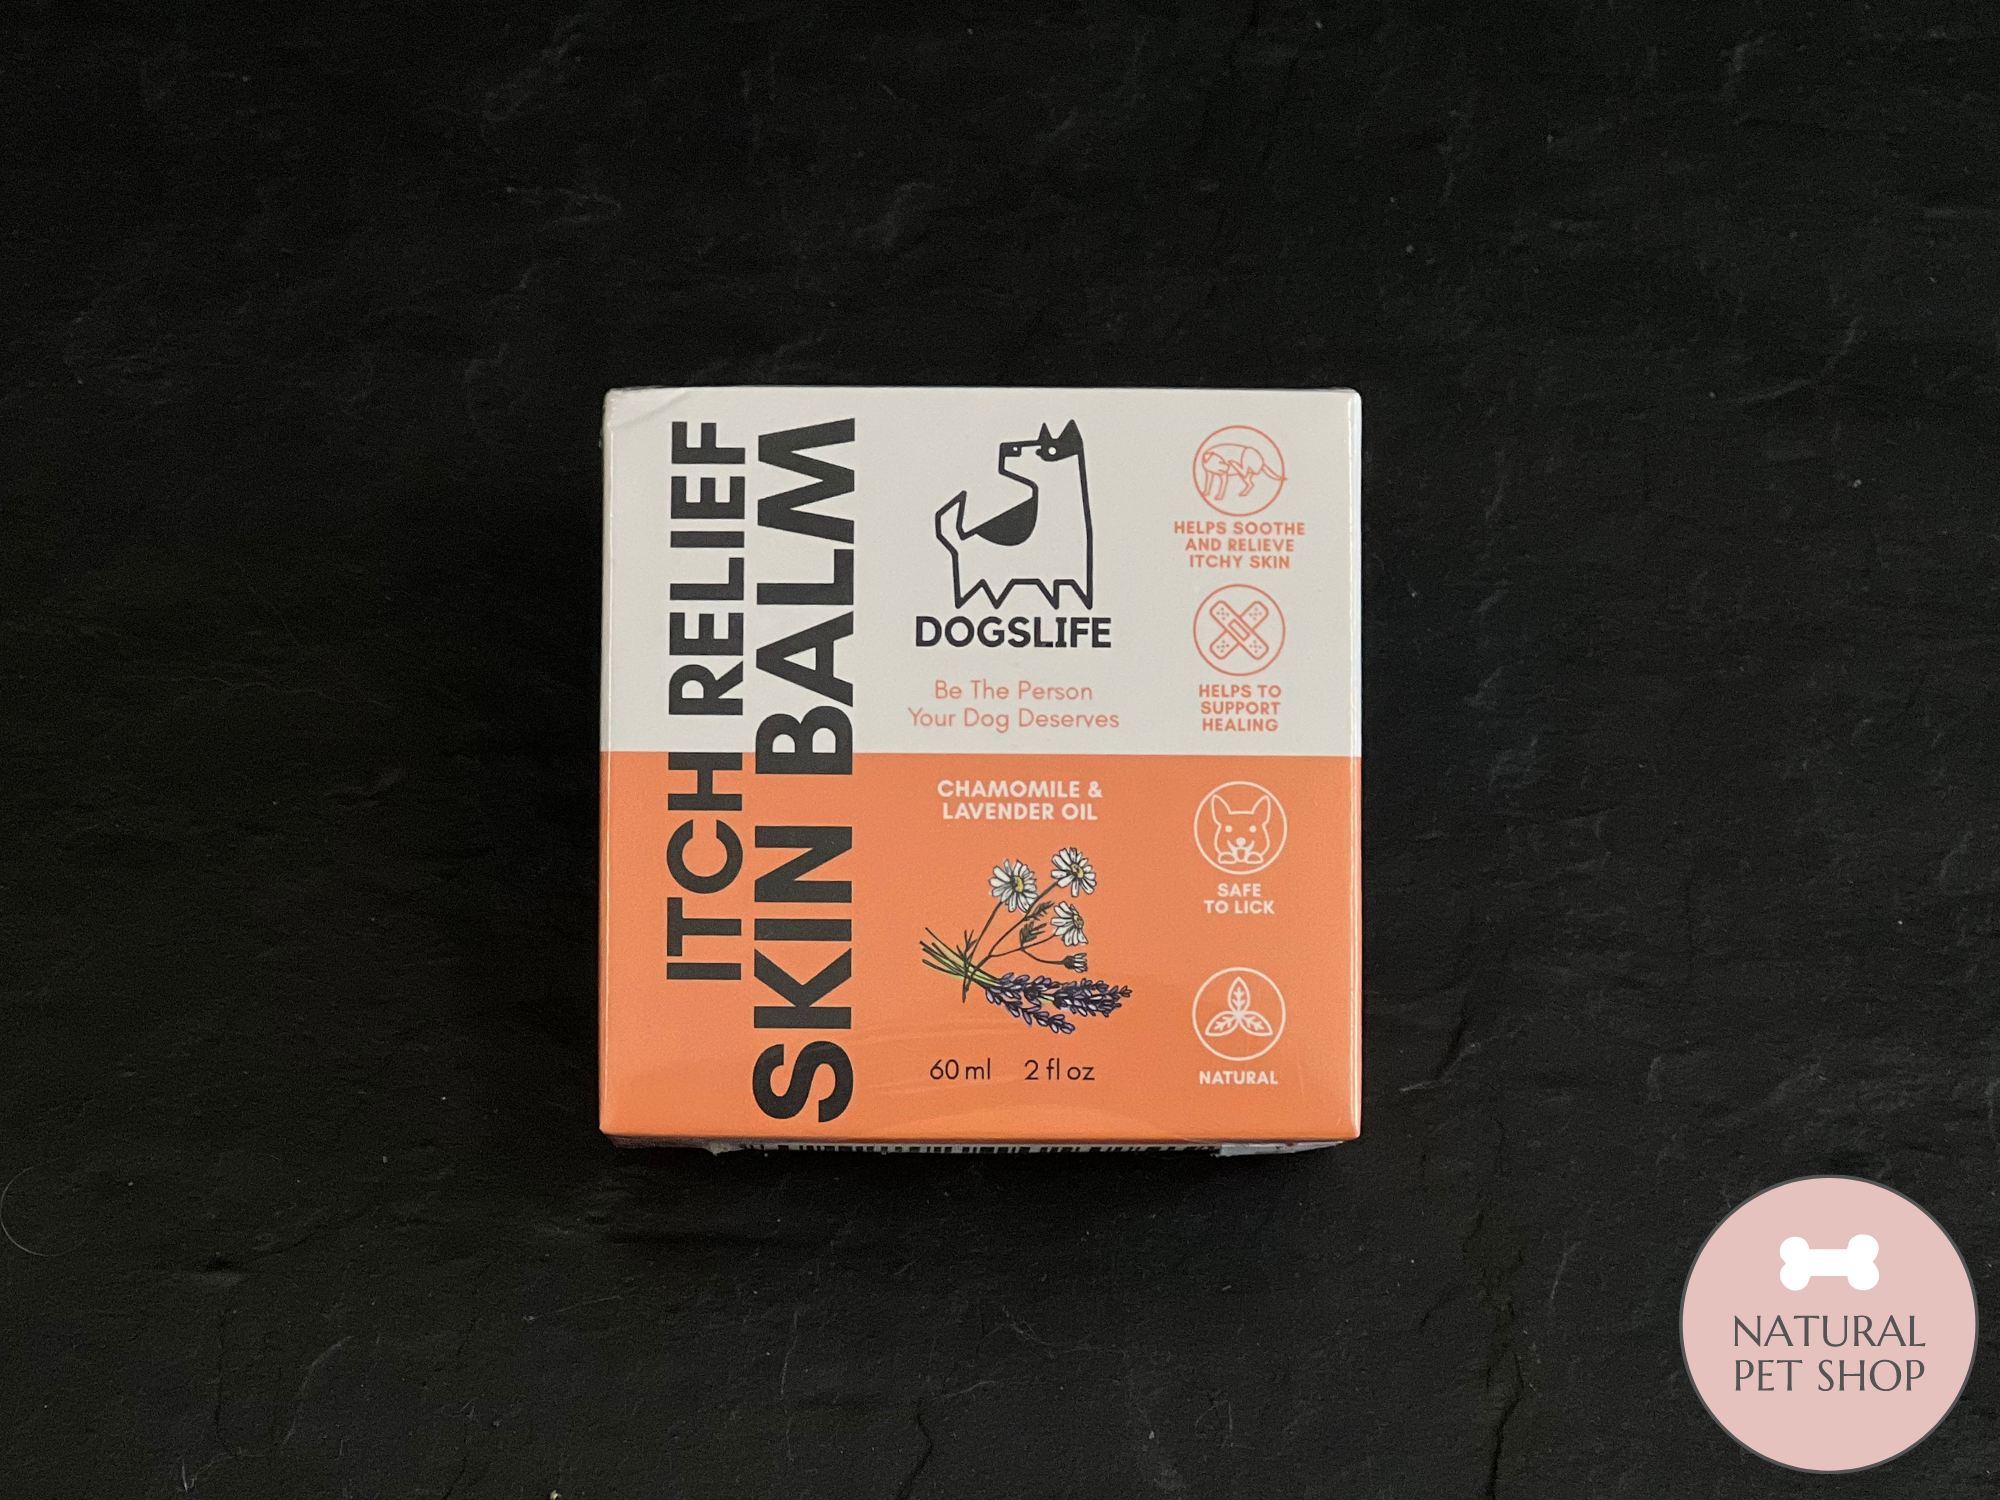 ITCH RELIEF
SKIN BALM
DOGSLIFE
Be The Person
Your Dog Deserves
CHAMOMILE &
LAVENDER OIL
60 ml 2 fl oz
HELPS SOOTHE
AND RELIEVE
ITCHY SKIN
HELPS TO
SUPPORT
HEALING
SAFE
TO LICK
NATURAL
NATURAL
PET SHOP